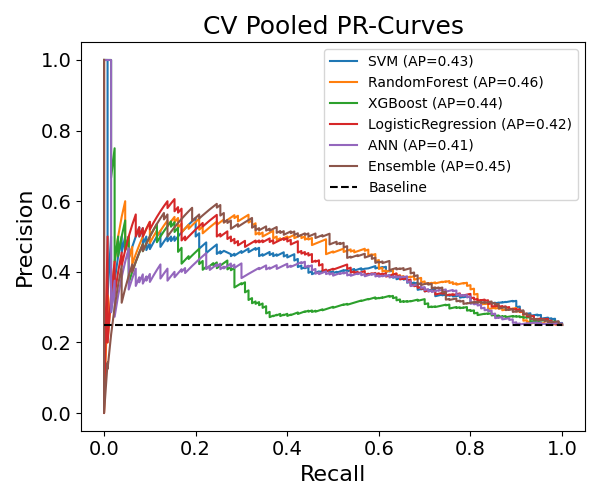 CV Pooled PR-Curves
SVM (AP=0.43)
RandomForest (AP=0.46)
XGBoost (AP=0.44)
LogisticRegression (AP=0.42)
ANN (AP=0.41)
Ensemble (AP=0.45)
Baseline
Precision
1.0
0.8
0.6
0.4
0.2
0.0
0.0 0.2 0.4 0.6 0.8 1.0
Recall